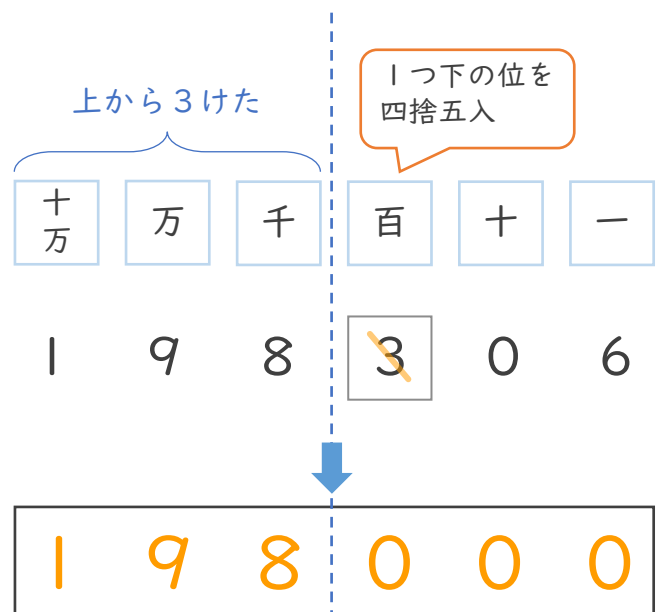 1つ下の位を
四捨五入
上から3けた
十万 万 千 百 十 一
1 9 8 3 0 6
1 9 8 0 0 0